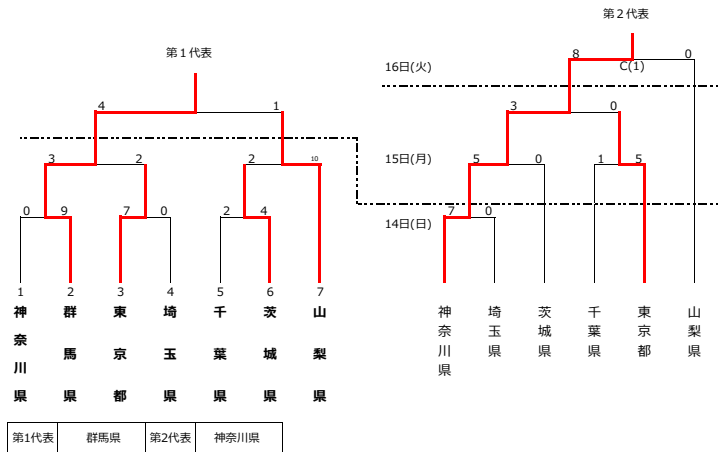 第２代表
8 0
C(1)
16日(火)
第１代表
4 1
3 0
3 2 2 10
15日(月)
5 0 1 5
0 9 7 0 2 4
14日(日)
7 0
1 2 3 4 5 6 7
神奈川県 群馬県 東京都 埼玉県 千葉県 茨城県 山梨県
神奈川県 埼玉県 茨城県 千葉県 東京都 山梨県
第1代表 群馬県 第2代表 神奈川県